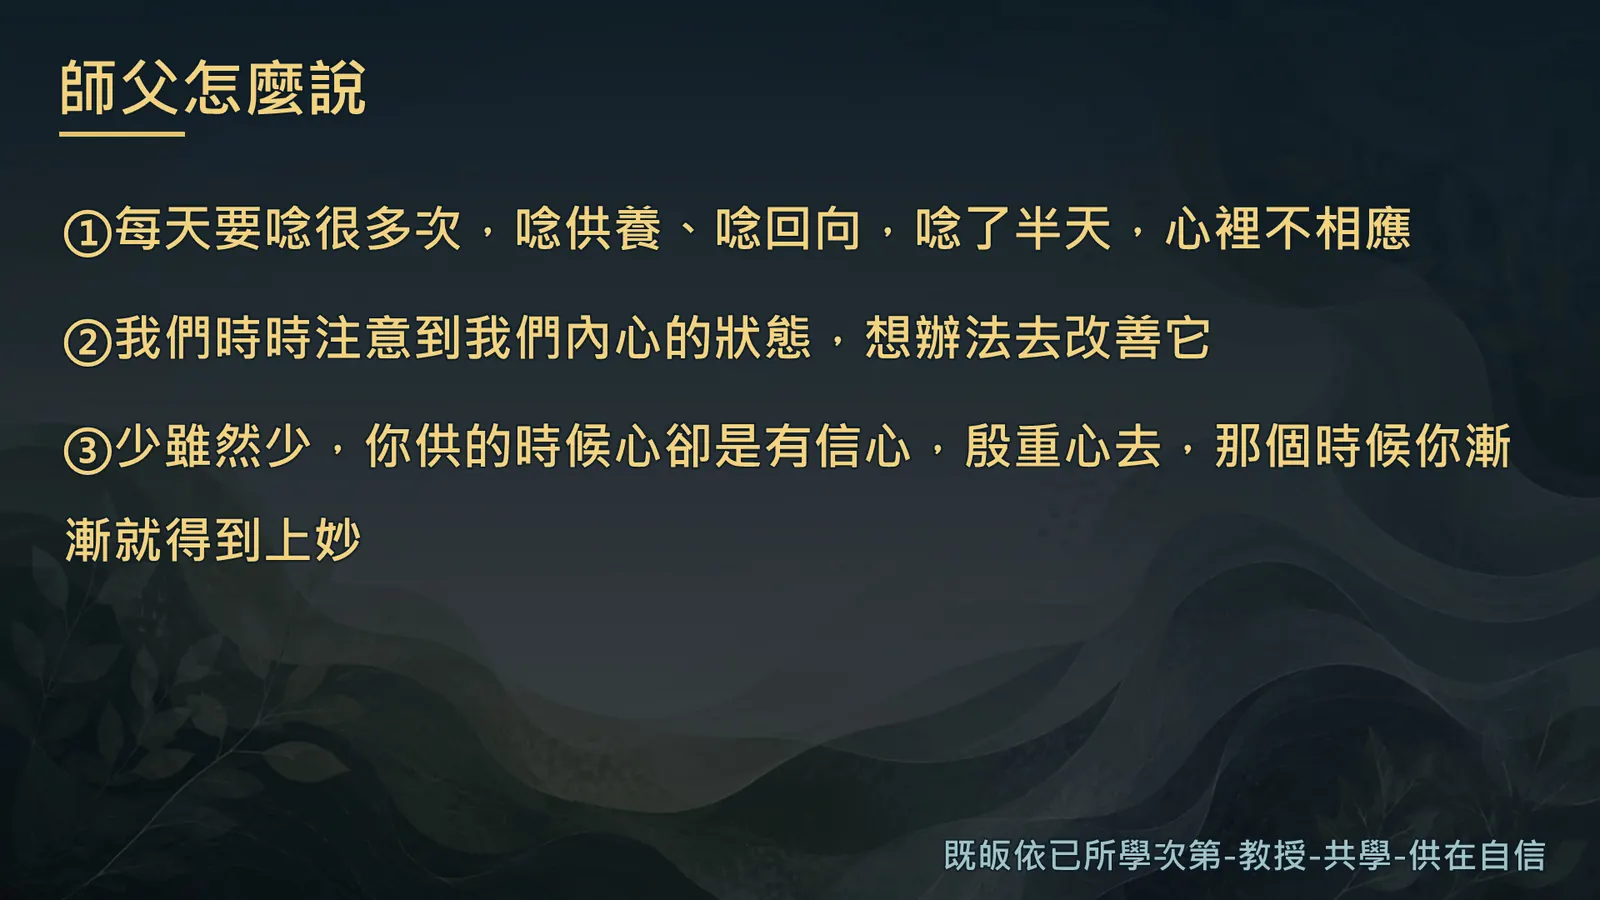 師父怎麼說
①每天要唸很多次，唸供養、唸回向，唸了半天，心裡不相應
②我們時時注意到我們內心的狀態，想辦法去改善它
③少雖然少，你供的時候心卻是有信心，殷重心去，那個時候你漸
漸就得到上妙
既皈依已所學次第-教授-共學-供在自信